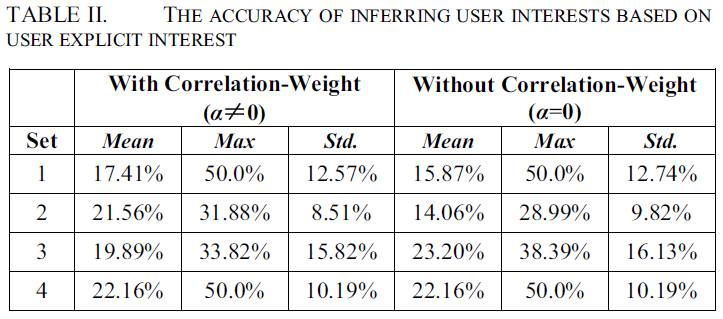 TABLE II. THE ACCURACY OF INFERRING USER INTERESTS BASED ON
USER EXPLICIT INTEREST
With Correlation-Weight Without Correlation-Weight
(α≠0) (α=0)
Set Mean Max Std. Mean Max Std.
1 17.41% 50.0% 12.57% 15.87% 50.0% 12.74%
2 21.56% 31.88% 8.51% 14.06% 28.99% 9.82%
3 19.89% 33.82% 15.82% 23.20% 38.39% 16.13%
4 22.16% 50.0% 10.19% 22.16% 50.0% 10.19%